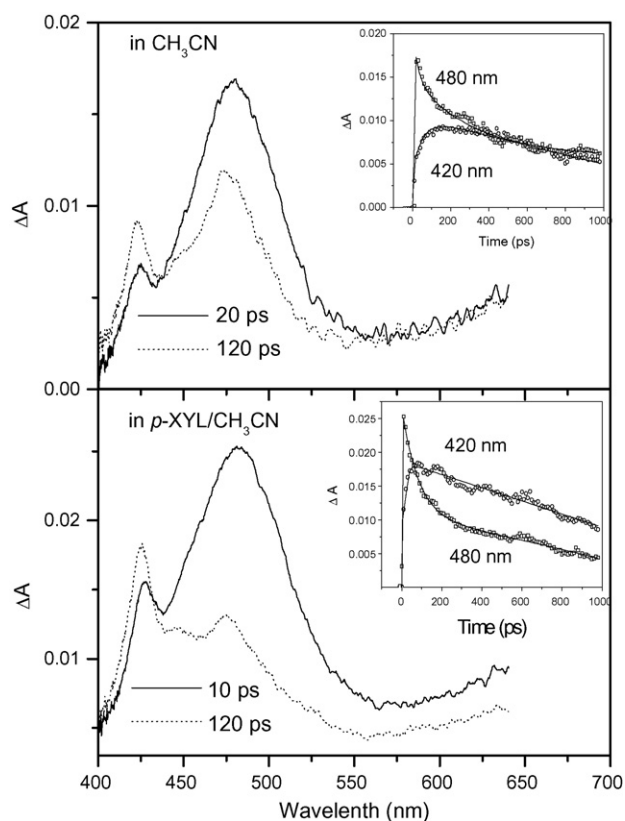 0.02
in CH₃CN
0.020
0.015
0.010
0.005
0.000
480 nm
420 nm
ΔA
0 200 400 600 800 1000
Time (ps)
ΔA
0.01
20 ps
120 ps
0.00
in p-XYL/CH₃CN
0.025
0.020
0.015
0.010
0.005
420 nm
480 nm
Δ A
0 200 400 600 800 1000
Time (ps)
0.02
ΔA
0.01
10 ps
120 ps
400 450 500 550 600 650 700
Wavelenth (nm)